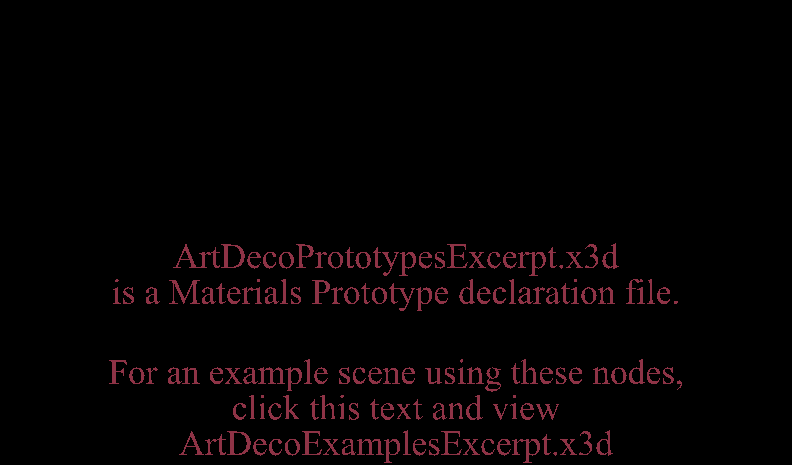 ArtDecoPrototypesExcerpt.x3d
is a Materials Prototype declaration file.
For an example scene using these nodes,
click this text and view
ArtDecoExamplesExcerpt.x3d